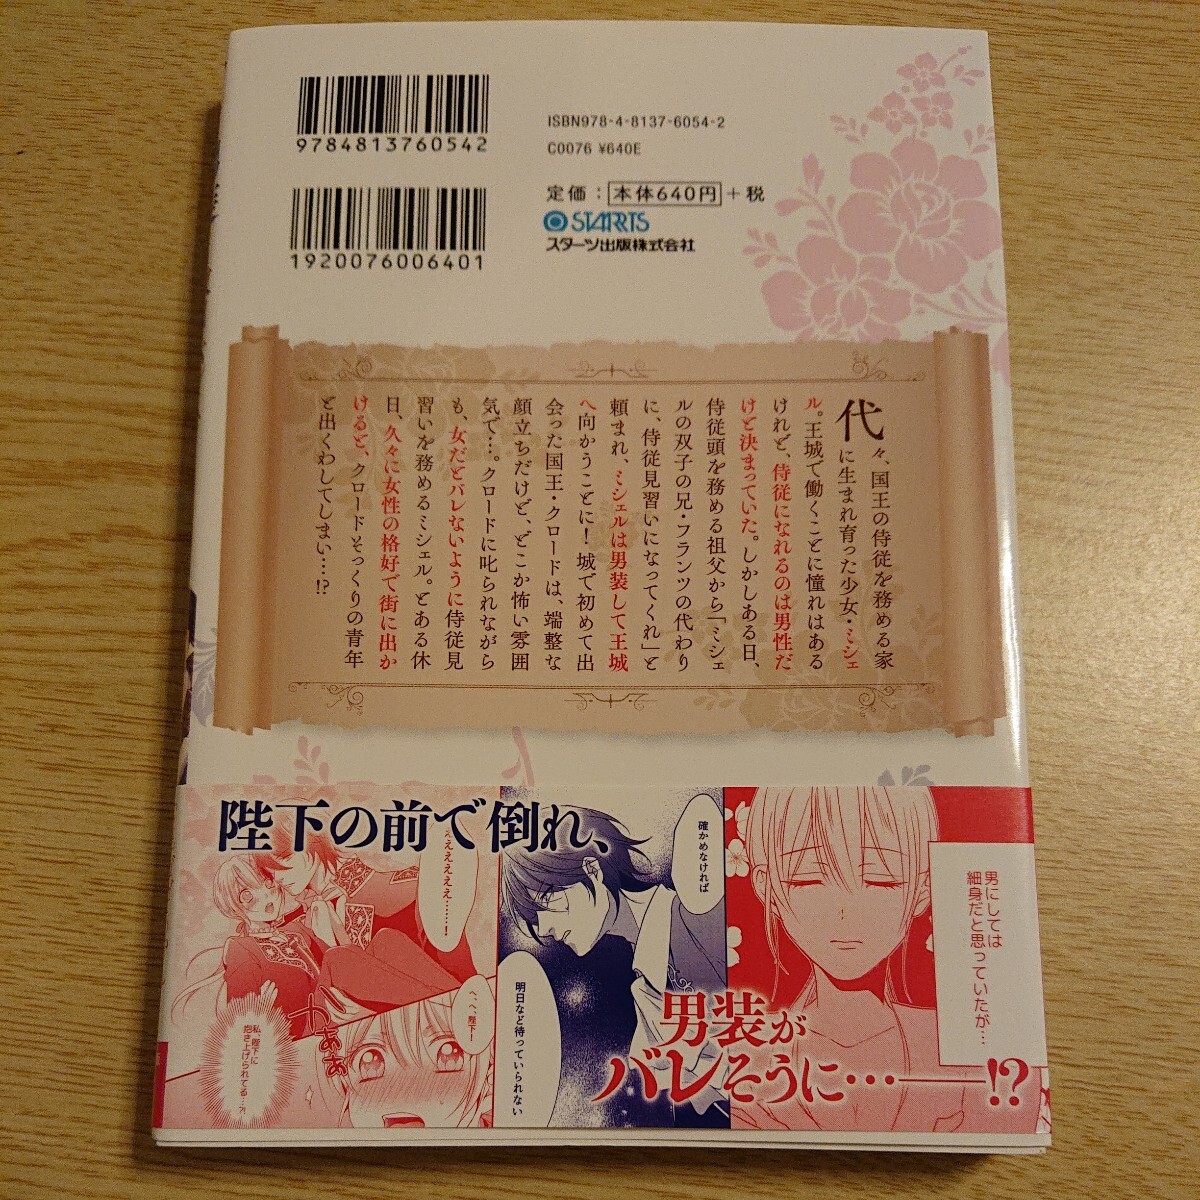 9784813760542
ISBN978-4-8137-6054-2
C0076 ¥640E
1920076006401
定価：本体640円＋税
STARTS
スターツ出版株式会社
代々、国王の侍従を務める家
に生まれ育った少女・ミシェ
ル。王城で働くことに憧れはある
けれど、侍従になれるのは男性だ
けど決まっていた。しかしある日、
侍従頭を務める祖父から「ミシェ
ルの双子の兄・フランツの代わり
に、侍従見習いになってくれ」と
頼まれ、ミシェルは男装して王城
へ向かうことに！城で初めて出
会った国王・クロードは、端整な
顔立ちだけど、どこか怖い雰囲
気で…。クロードに叱られながら
も、女だとバレないように侍従見
習いを務めるミシェル。とある休
日、久々に女性の格好で街に出か
けると、クロードそっくりの青年
と出くわしてしまい…!?
陛下の前で倒れ、
男にしては
細身だと思っていたが…
確かめなければ
明日など待っていられない
ええええええ……！
へ、へ、陛下！
私、陛下に
抱き上げられてる…?!
かぁぁ
男装が
バレそうに…――!?